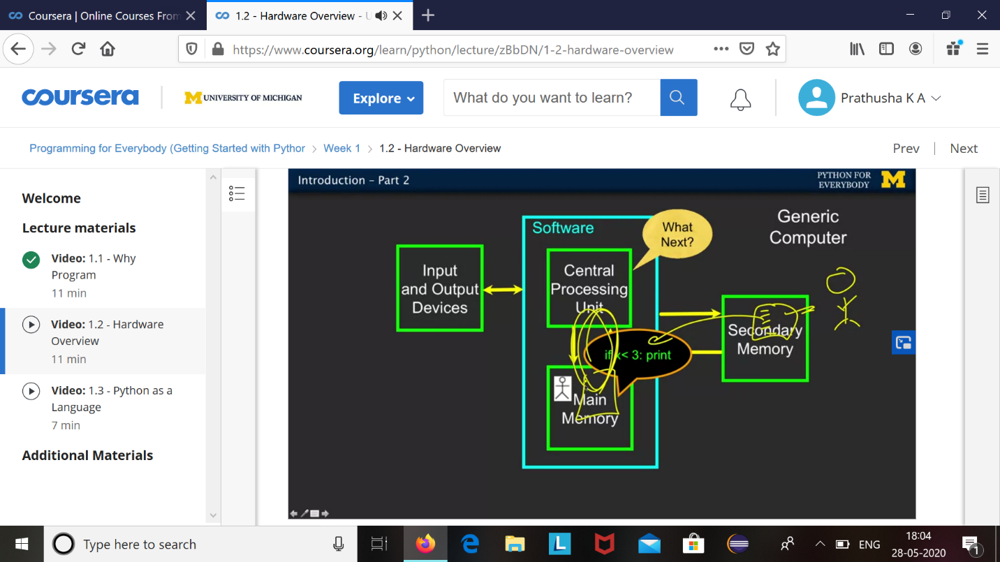 Coursera | Online Courses From
1.2 - Hardware Overview - U
https://www.coursera.org/learn/python/lecture/zBbDN/1-2-hardware-overview
coursera
M UNIVERSITY OF MICHIGAN
Explore
What do you want to learn?
Prathusha K A
Programming for Everybody (Getting Started with Python
Week 1
1.2 - Hardware Overview
Prev
Next
Welcome
Lecture materials
Video: 1.1 - Why
Program
11 min
Video: 1.2 - Hardware
Overview
11 min
Video: 1.3 - Python as a
Language
7 min
Additional Materials
Introduction – Part 2
PYTHON FOR
EVERYBODY
M
Generic
Computer
Software
What
Next?
Input
and Output
Devices
Central
Processing
Unit
Secondary
Memory
if x< 3: print
Main
Memory
Type here to search
L
ENG
18:04
28-05-2020
1